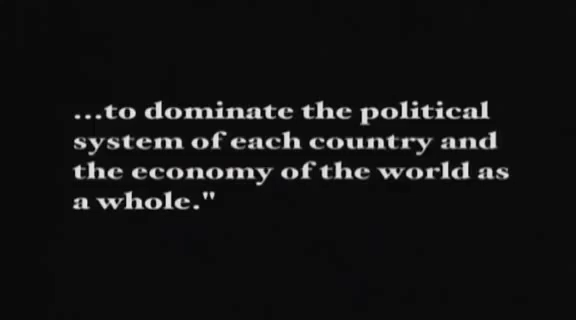 ...to dominate the political
system of each country and
the economy of the world as
a whole."